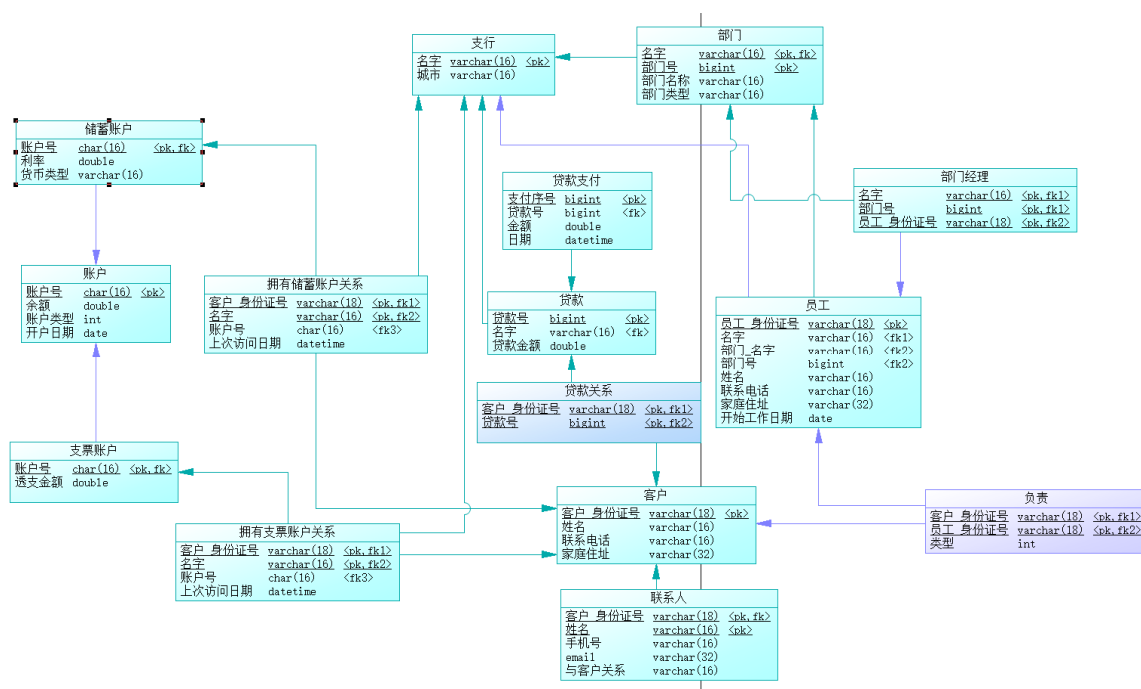 支行
名字 varchar(16) <pk>
城市 varchar(16)
部门
名字 varchar(16) <pk,fk>
部门号 bigint <pk>
部门名称 varchar(16)
部门类型 varchar(16)
储蓄账户
账户号 char(16) <pk,fk>
利率 double
货币类型 varchar(16)
贷款支付
支付序号 bigint <pk>
贷款号 bigint <fk>
金额 double
日期 datetime
部门经理
名字 varchar(16) <pk,fk1>
部门号 bigint <pk,fk1>
员工_身份证号 varchar(18) <pk,fk2>
账户
账户号 char(16) <pk>
余额 double
账户类型 int
开户日期 date
拥有储蓄账户关系
客户_身份证号 varchar(18) <pk,fk1>
名字 varchar(16) <pk,fk2>
账户号 char(16) <fk3>
上次访问日期 datetime
贷款
贷款号 bigint <pk>
名字 varchar(16) <fk>
贷款金额 double
员工
员工_身份证号 varchar(18) <pk>
名字 varchar(16) <fk1>
部门_名字 varchar(16) <fk2>
部门号 bigint <fk2>
姓名 varchar(16)
联系电话 varchar(16)
家庭住址 varchar(32)
开始工作日期 date
贷款关系
客户_身份证号 varchar(18) <pk,fk1>
贷款号 bigint <pk,fk2>
支票账户
账户号 char(16) <pk,fk>
透支金额 double
客户
客户_身份证号 varchar(18) <pk>
姓名 varchar(16)
联系电话 varchar(16)
家庭住址 varchar(32)
负责
客户_身份证号 varchar(18) <pk,fk1>
员工_身份证号 varchar(18) <pk,fk2>
类型 int
拥有支票账户关系
客户_身份证号 varchar(18) <pk,fk1>
名字 varchar(16) <pk,fk2>
账户号 char(16) <fk3>
上次访问日期 datetime
联系人
客户_身份证号 varchar(18) <pk,fk>
姓名 varchar(16) <pk>
手机号 varchar(16)
email varchar(32)
与客户关系 varchar(16)